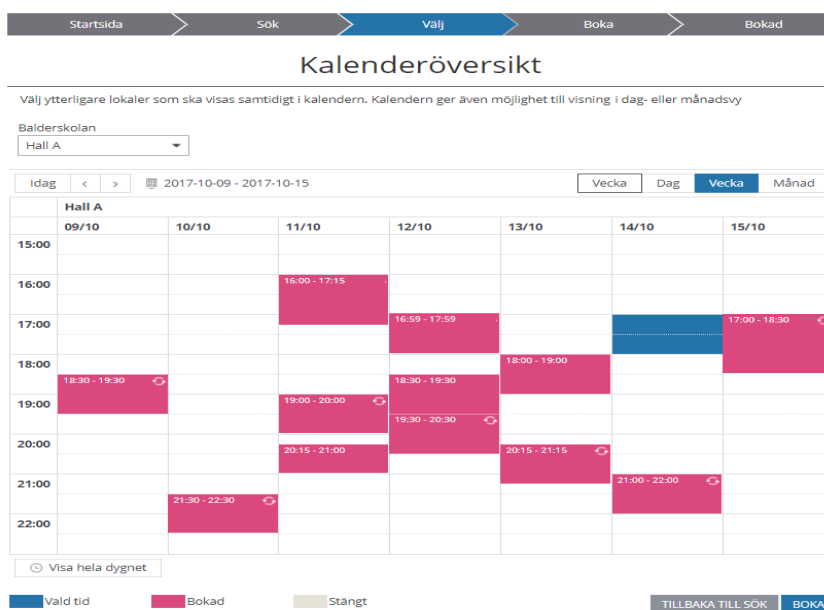 Startsida Sök Välj Boka Bokad
Kalenderöversikt
Välj ytterligare lokaler som ska visas samtidigt i kalendern. Kalendern ger även möjlighet till visning i dag- eller månadsvy
Balderskolan
Hall A
Idag < > 2017-10-09 - 2017-10-15 Vecka Dag Vecka Månad
Hall A
09/10 10/10 11/10 12/10 13/10 14/10 15/10
15:00
16:00 16:00 - 17:15
17:00 16:59 - 17:59 17:00 - 18:30
18:00 18:00 - 19:00
18:30 - 19:30 18:30 - 19:30
19:00 19:00 - 20:00
19:30 - 20:30
20:00 20:15 - 21:00 20:15 - 21:15
21:00 21:00 - 22:00
21:30 - 22:30
22:00
Visa hela dygnet
Vald tid Bokad Stängt TILLBAKA TILL SÖK BOKA